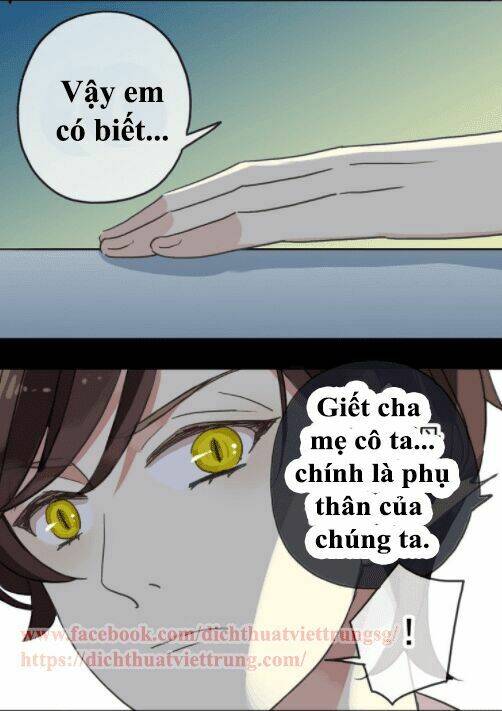 Vậy em
có biết...
Giết cha
mẹ cô ta...
chính là phụ
thân của
chúng ta.
!
www.facebook.com/dichthuatviettrungsg/
https://dichthuatviettrung.com/